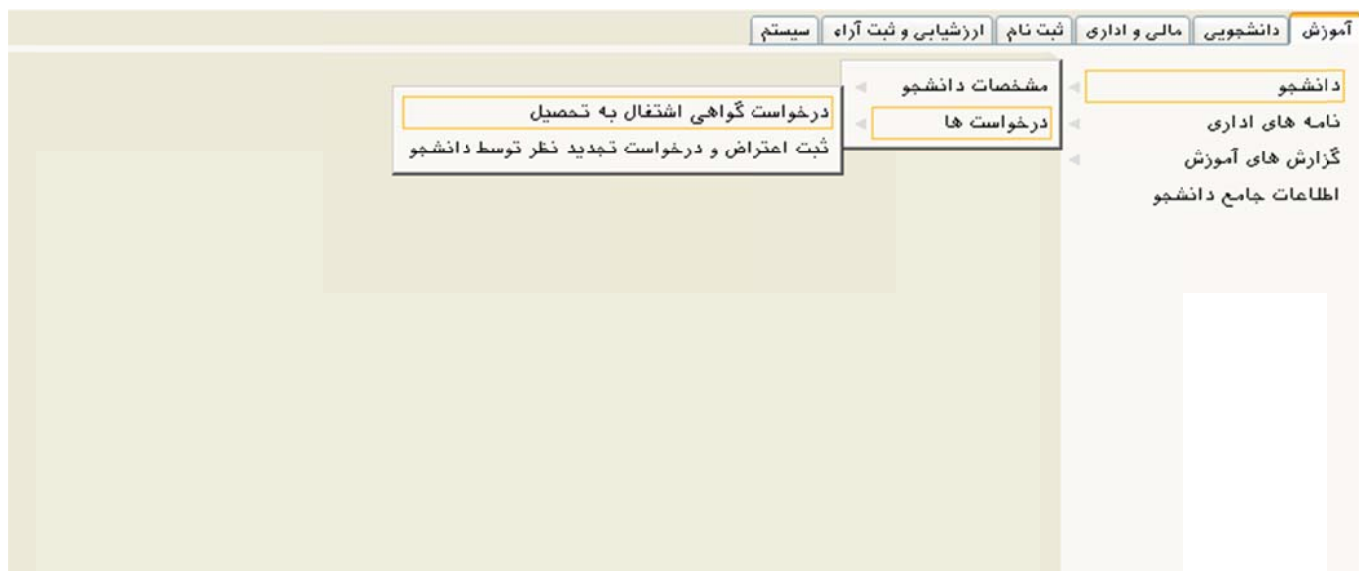 آموزش دانشجویی مالی و اداری ثبت نام ارزشیابی و ثبت آراء سیستم
دانشجو
نامه های اداری
گزارش های آموزش
اطلاعات جامع دانشجو
مشخصات دانشجو
درخواست ها
درخواست گواهی اشتغال به تحصیل
ثبت اعتراض و درخواست تجدید نظر توسط دانشجو